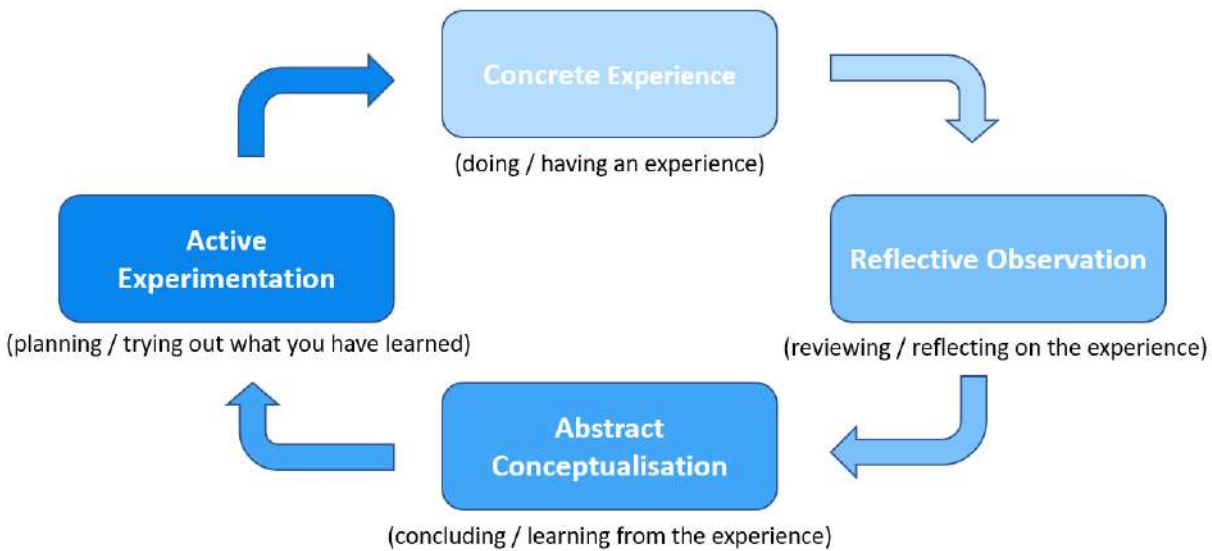 Concrete Experience
(doing / having an experience)
Reflective Observation
(reviewing / reflecting on the experience)
Abstract
Conceptualisation
(concluding / learning from the experience)
Active
Experimentation
(planning / trying out what you have learned)